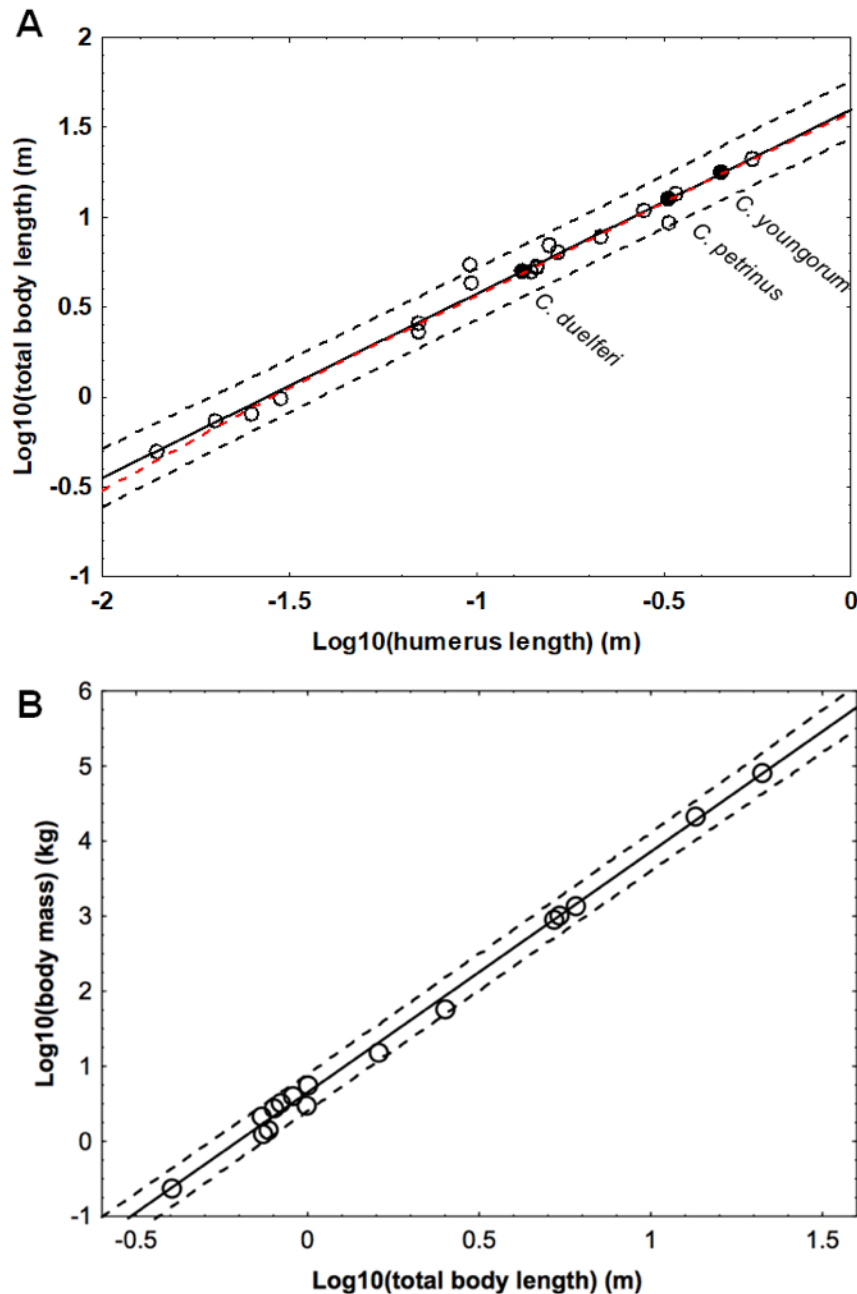 A
2
1.5
1
0.5
0
-0.5
-1
Log10(total body length) (m)
C. youngorum
C. petrinus
C. duelferi
-2 -1.5 -1 -0.5 0
Log10(humerus length) (m)
B
6
5
4
3
2
1
0
-1
Log10(body mass) (kg)
-0.5 0 0.5 1 1.5
Log10(total body length) (m)